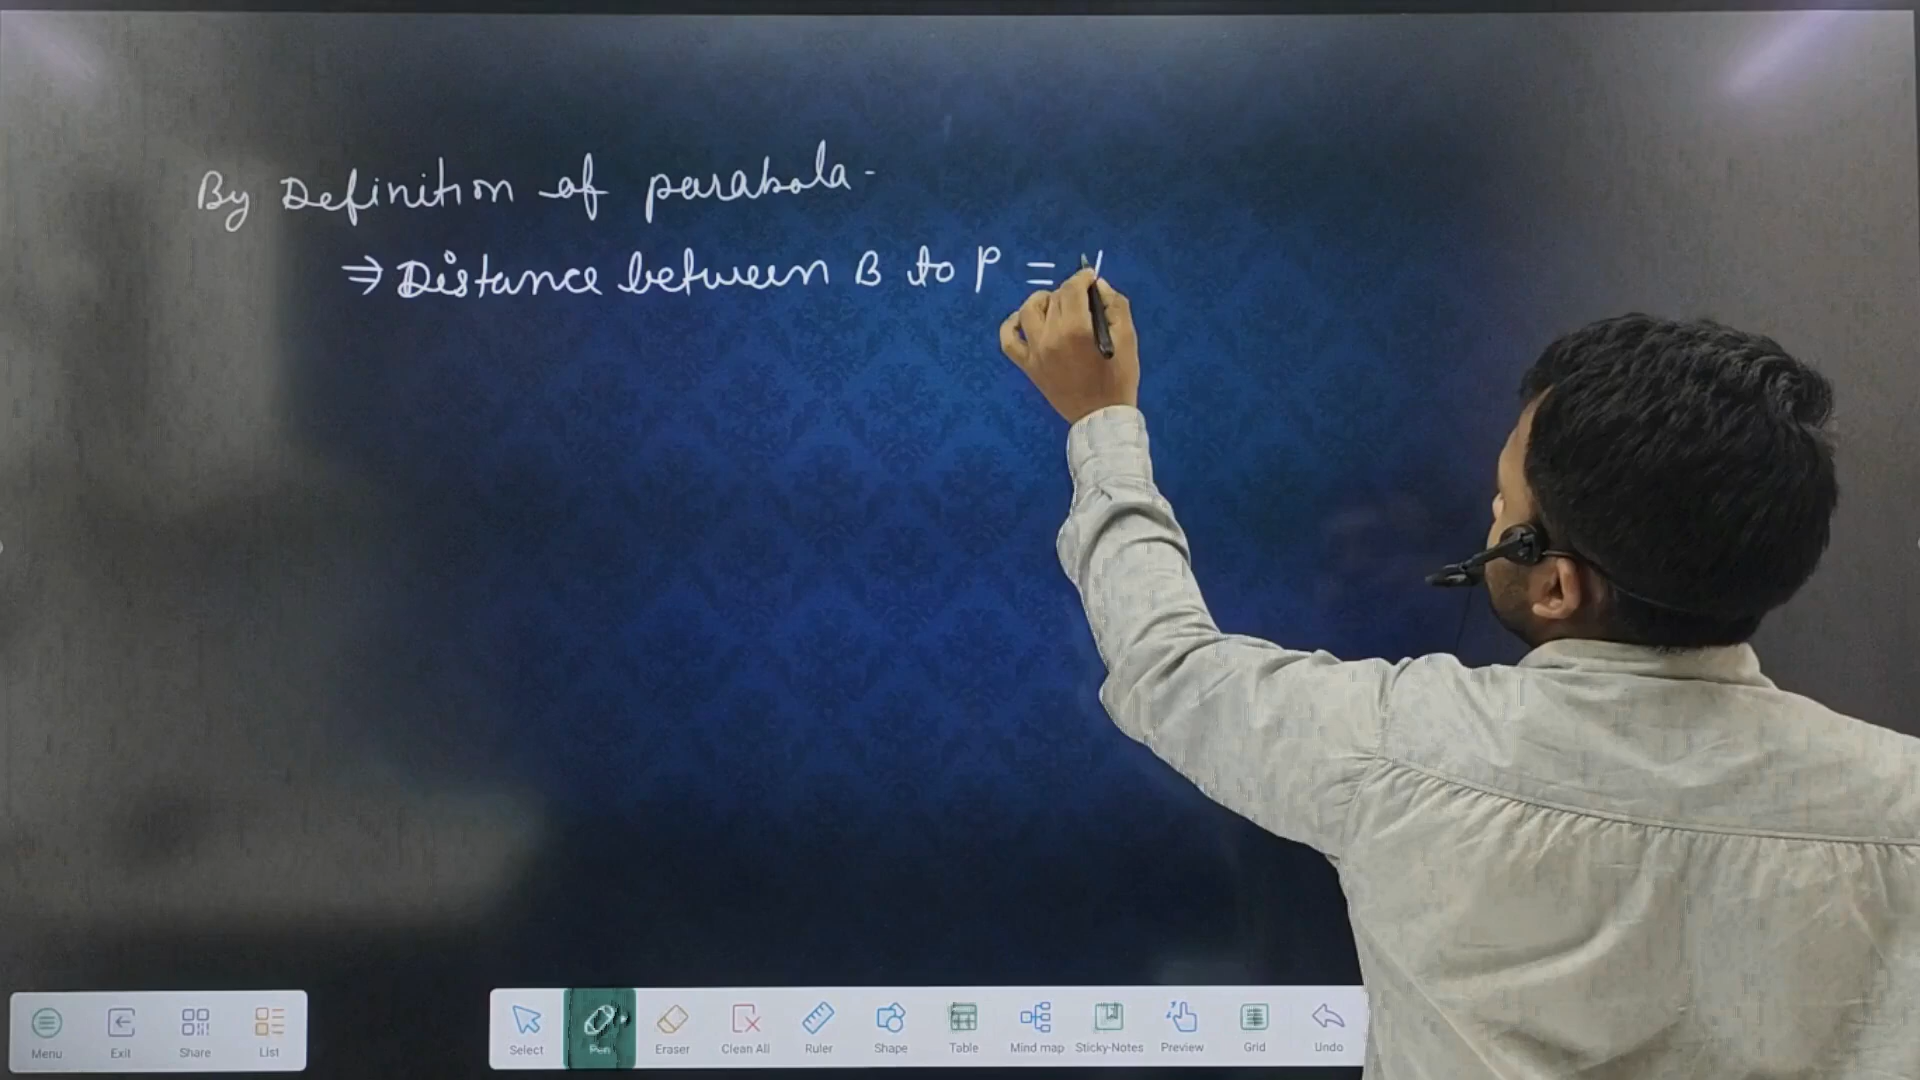 By Definition of parabola-
⇒ Distance between B to P =
Menu Exit Share List Select Pen Eraser Clean All Ruler Shape Table Mind map Sticky-Notes Preview Grid Undo